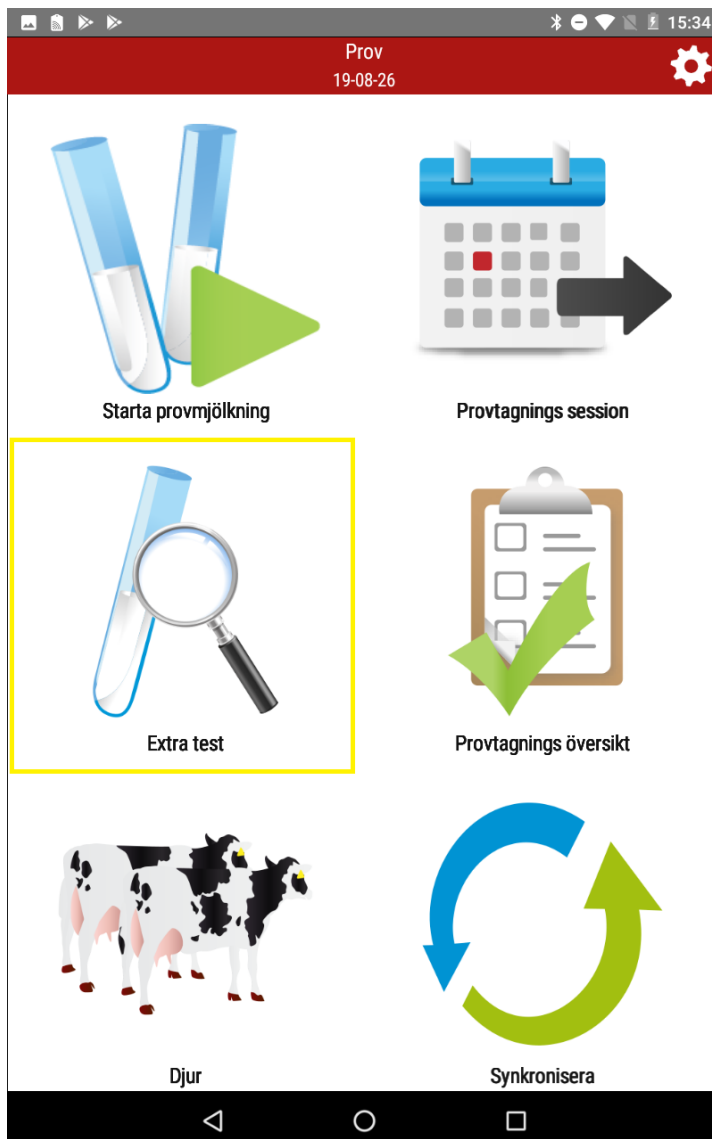 15:34
Prov
19-08-26
Starta provmjölkning
Provtagnings session
Extra test
Provtagnings översikt
Djur
Synkronisera